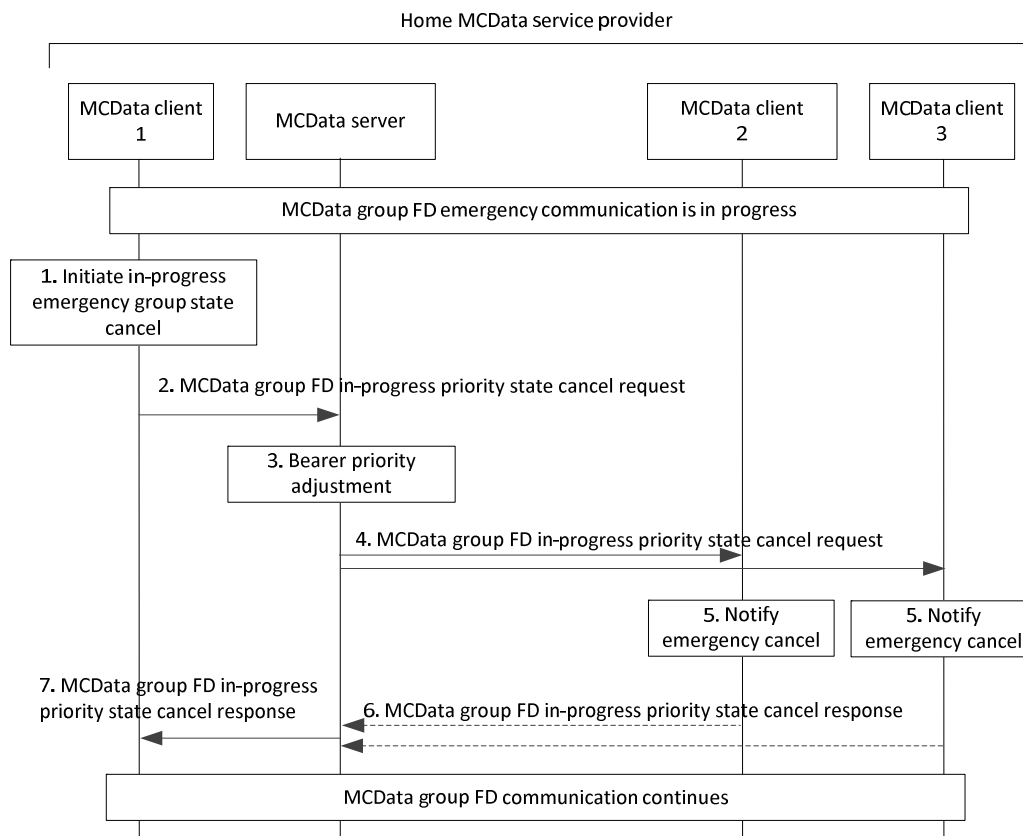 Home MCData service provider
MCData client
1
MCData server
MCData client
2
MCData client
3
MCData group FD emergency communication is in progress
1. Initiate in-progress
emergency group state
cancel
2. MCData group FD in-progress priority state cancel request
3. Bearer priority
adjustment
4. MCData group FD in-progress priority state cancel request
5. Notify
emergency cancel
5. Notify
emergency cancel
7. MCData group FD in-progress
priority state cancel response
6. MCData group FD in-progress priority state cancel response
MCData group FD communication continues